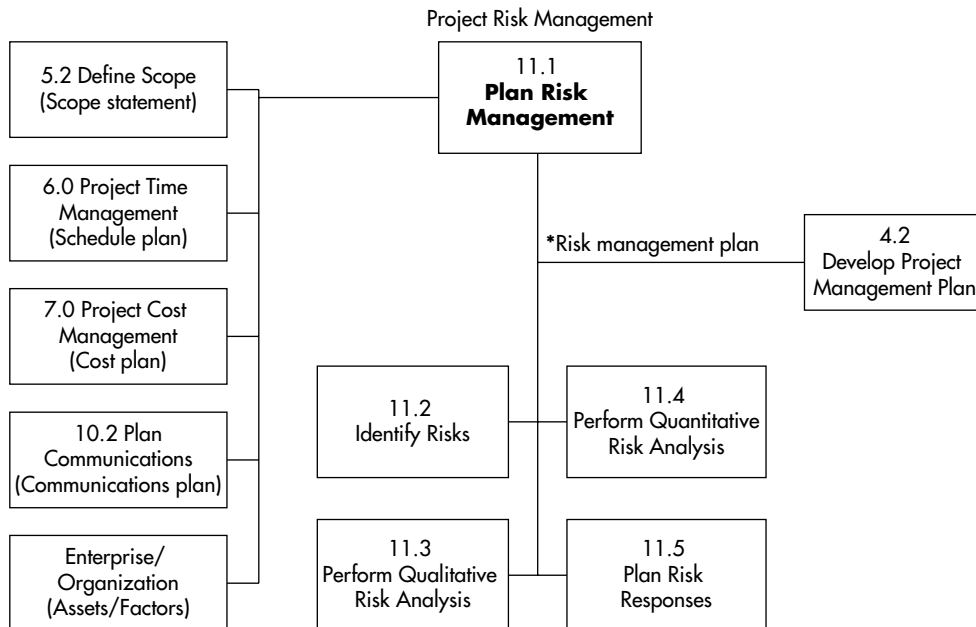 Project Risk Management
11.1
Plan Risk
Management
5.2 Define Scope
(Scope statement)
6.0 Project Time
Management
(Schedule plan)
7.0 Project Cost
Management
(Cost plan)
10.2 Plan
Communications
(Communications plan)
Enterprise/
Organization
(Assets/Factors)
*Risk management plan
4.2
Develop Project
Management Plan
11.2
Identify Risks
11.4
Perform Quantitative
Risk Analysis
11.3
Perform Qualitative
Risk Analysis
11.5
Plan Risk
Responses